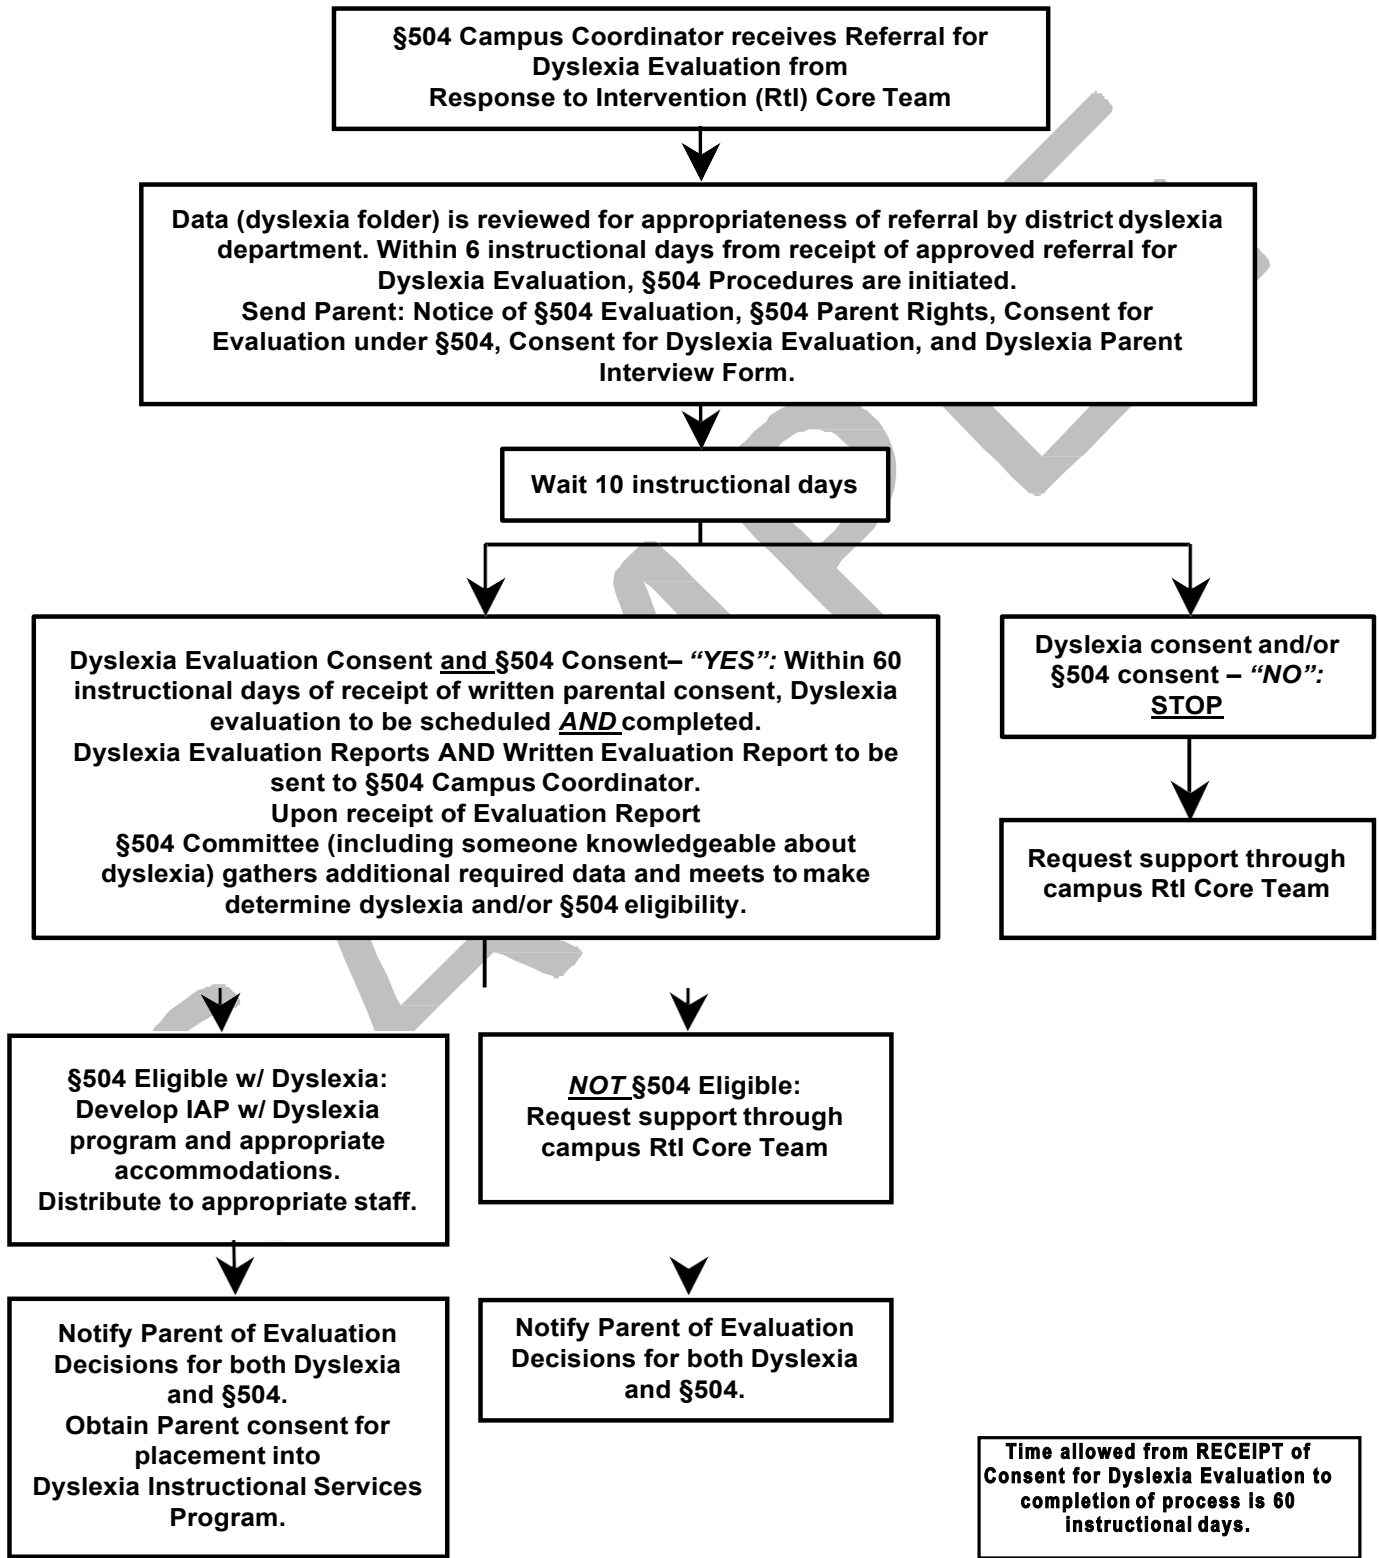 §504 Campus Coordinator receives Referral for
Dyslexia Evaluation from
Response to Intervention (RtI) Core Team
Data (dyslexia folder) is reviewed for appropriateness of referral by district dyslexia
department. Within 6 instructional days from receipt of approved referral for
Dyslexia Evaluation, §504 Procedures are initiated.
Send Parent: Notice of §504 Evaluation, §504 Parent Rights, Consent for
Evaluation under §504, Consent for Dyslexia Evaluation, and Dyslexia Parent
Interview Form.
Wait 10 instructional days
Dyslexia Evaluation Consent and §504 Consent– “YES”: Within 60
instructional days of receipt of written parental consent, Dyslexia
evaluation to be scheduled AND completed.
Dyslexia Evaluation Reports AND Written Evaluation Report to be
sent to §504 Campus Coordinator.
Upon receipt of Evaluation Report
§504 Committee (including someone knowledgeable about
dyslexia) gathers additional required data and meets to make
determine dyslexia and/or §504 eligibility.
Dyslexia consent and/or
§504 consent – “NO”:
STOP
Request support through
campus RtI Core Team
§504 Eligible w/ Dyslexia:
Develop IAP w/ Dyslexia
program and appropriate
accommodations.
Distribute to appropriate staff.
NOT §504 Eligible:
Request support through
campus RtI Core Team
Notify Parent of Evaluation
Decisions for both Dyslexia
and §504.
Obtain Parent consent for
placement into
Dyslexia Instructional Services
Program.
Notify Parent of Evaluation
Decisions for both Dyslexia
and §504.
Time allowed from RECEIPT of
Consent for Dyslexia Evaluation to
completion of process is 60
instructional days.